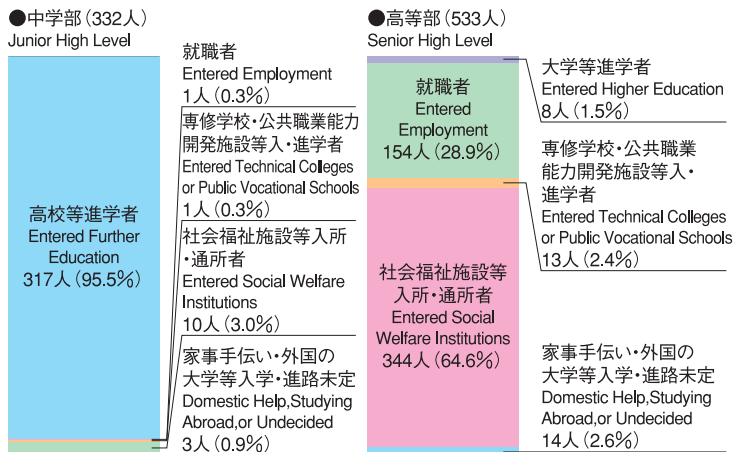 ●中学部(332人)
Junior High Level
高校等進学者
Entered Further
Education
317人(95.5%)
就職者
Entered Employment
1人(0.3%)
専修学校・公共職業能力
開発施設等入・進学者
Entered Technical Colleges
or Public Vocational Schools
1人(0.3%)
社会福祉施設等入所
・通所者
Entered Social Welfare
Institutions
10人(3.0%)
家事手伝い・外国の
大学等入学・進路未定
Domestic Help,Studying
Abroad,or Undecided
3人(0.9%)
●高等部(533人)
Senior High Level
就職者
Entered
Employment
154人(28.9%)
社会福祉施設等
入所・通所者
Entered Social
Welfare Institutions
344人(64.6%)
大学等進学者
Entered Higher Education
8人(1.5%)
専修学校・公共職業
能力開発施設等入・
進学者
Entered Technical Colleges
or Public Vocational Schools
13人(2.4%)
家事手伝い・外国の
大学等入学・進路未定
Domestic Help,Studying
Abroad,or Undecided
14人(2.6%)